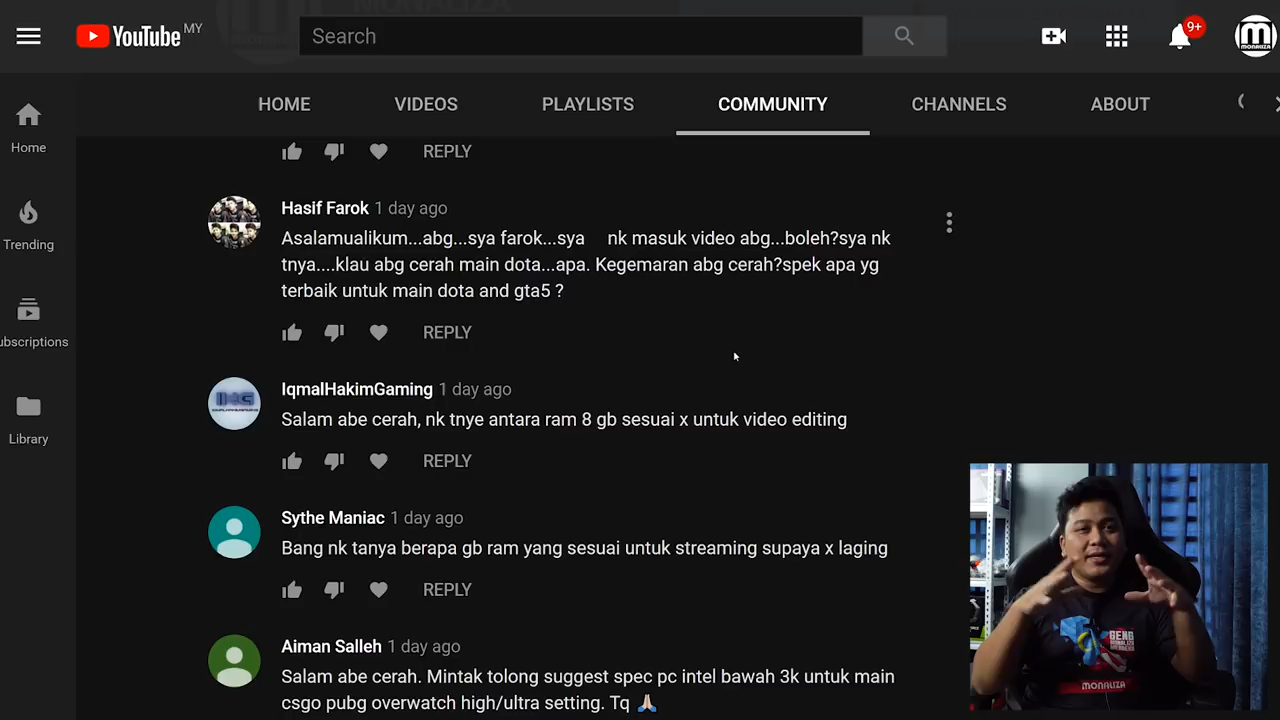 MONALIZA
YouTube MY
Search
9+
MONALIZA
HOME VIDEOS PLAYLISTS COMMUNITY CHANNELS ABOUT
Home
Trending
ubscriptions
Library
REPLY
Hasif Farok 1 day ago
Asalamualikum...abg...sya farok...sya nk masuk video abg...boleh?sya nk
tnya....klau abg cerah main dota...apa. Kegemaran abg cerah?spek apa yg
terbaik untuk main dota and gta5 ?
REPLY
IqmalHakimGaming 1 day ago
Salam abe cerah, nk tnye antara ram 8 gb sesuai x untuk video editing
REPLY
Sythe Maniac 1 day ago
Bang nk tanya berapa gb ram yang sesuai untuk streaming supaya x laging
REPLY
Aiman Salleh 1 day ago
Salam abe cerah. Mintak tolong suggest spec pc intel bawah 3k untuk main
csgo pubg overwatch high/ultra setting. Tq 🙏🏼
GENG
MONALIZA
MONALIZA